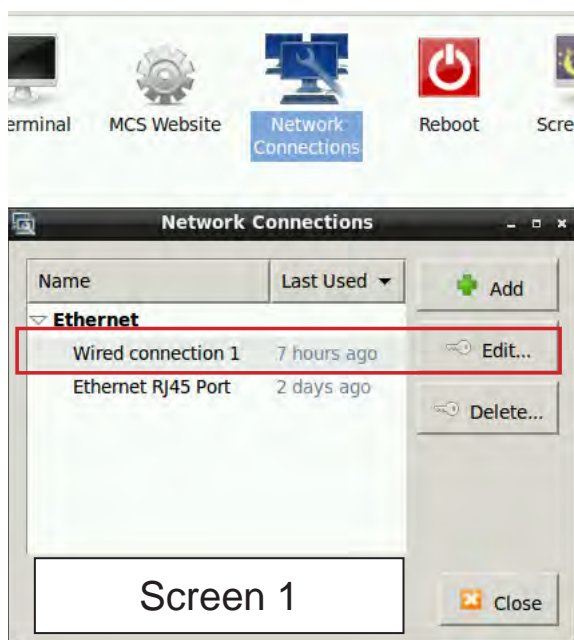 erminal MCS Website Network Connections Reboot Scre
Network Connections
Name Last Used
Ethernet
Wired connection 1 7 hours ago
Ethernet RJ45 Port 2 days ago
Add
Edit...
Delete...
Screen 1
Close